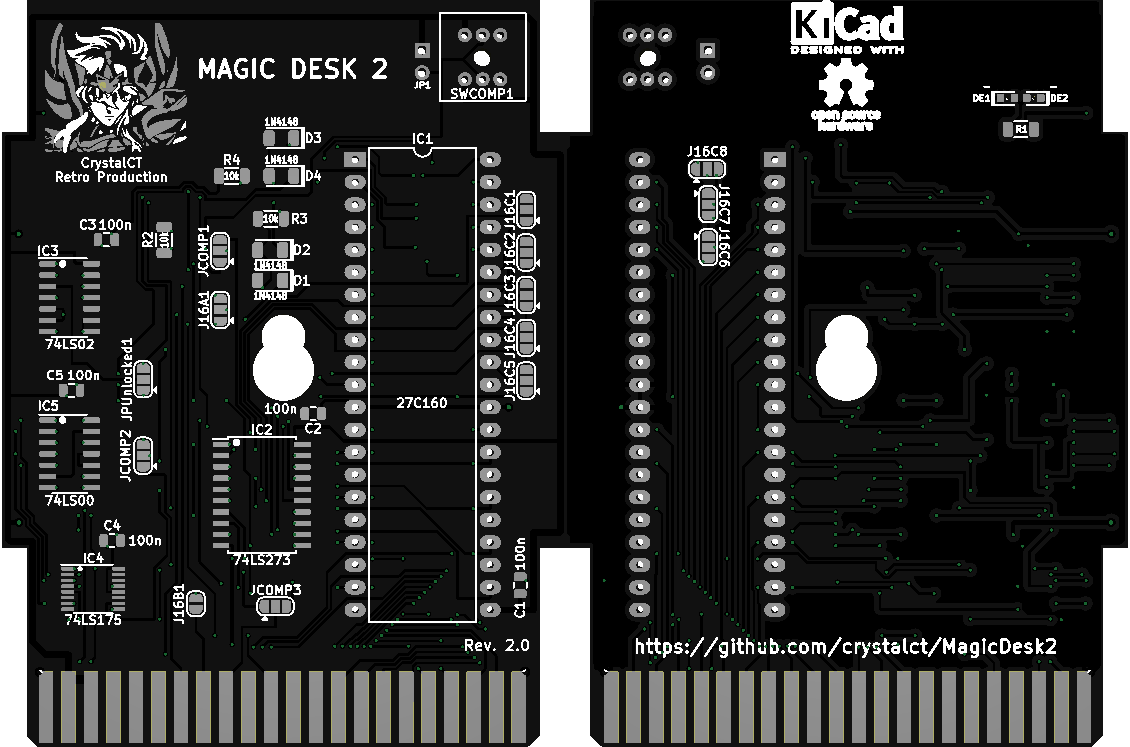 MAGIC DESK 2
JP1
SWCOMP1
CrystalCT
Retro Production
1N4148
D3
IC1
R4
10k
1N4148
D4
J16C1
C3 100n
R2
10k
JCOMP1
10k
R3
D2
1N4148
J16C2
IC3
D1
1N4148
J16A1
J16C3
74LS02
J16C4
JPUnlocked1
J16C5
C5 100n
IC5
100n
C2
27C160
IC2
JCOMP2
74LS00
C4
100n
IC4
74LS273
100n
C1
74LS175
J16B1
JCOMP3
Rev. 2.0
KiCad
DESIGNED WITH
open source
hardware
DE1
DE2
R1
J16C8
J16C7
J16C6
https://github.com/crystalct/MagicDesk2